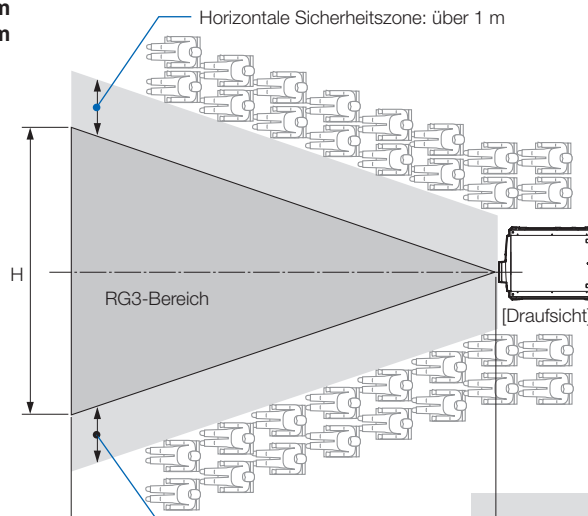 m
m
Horizontale Sicherheitszone: über 1 m
H
RG3-Bereich
[Draufsicht]